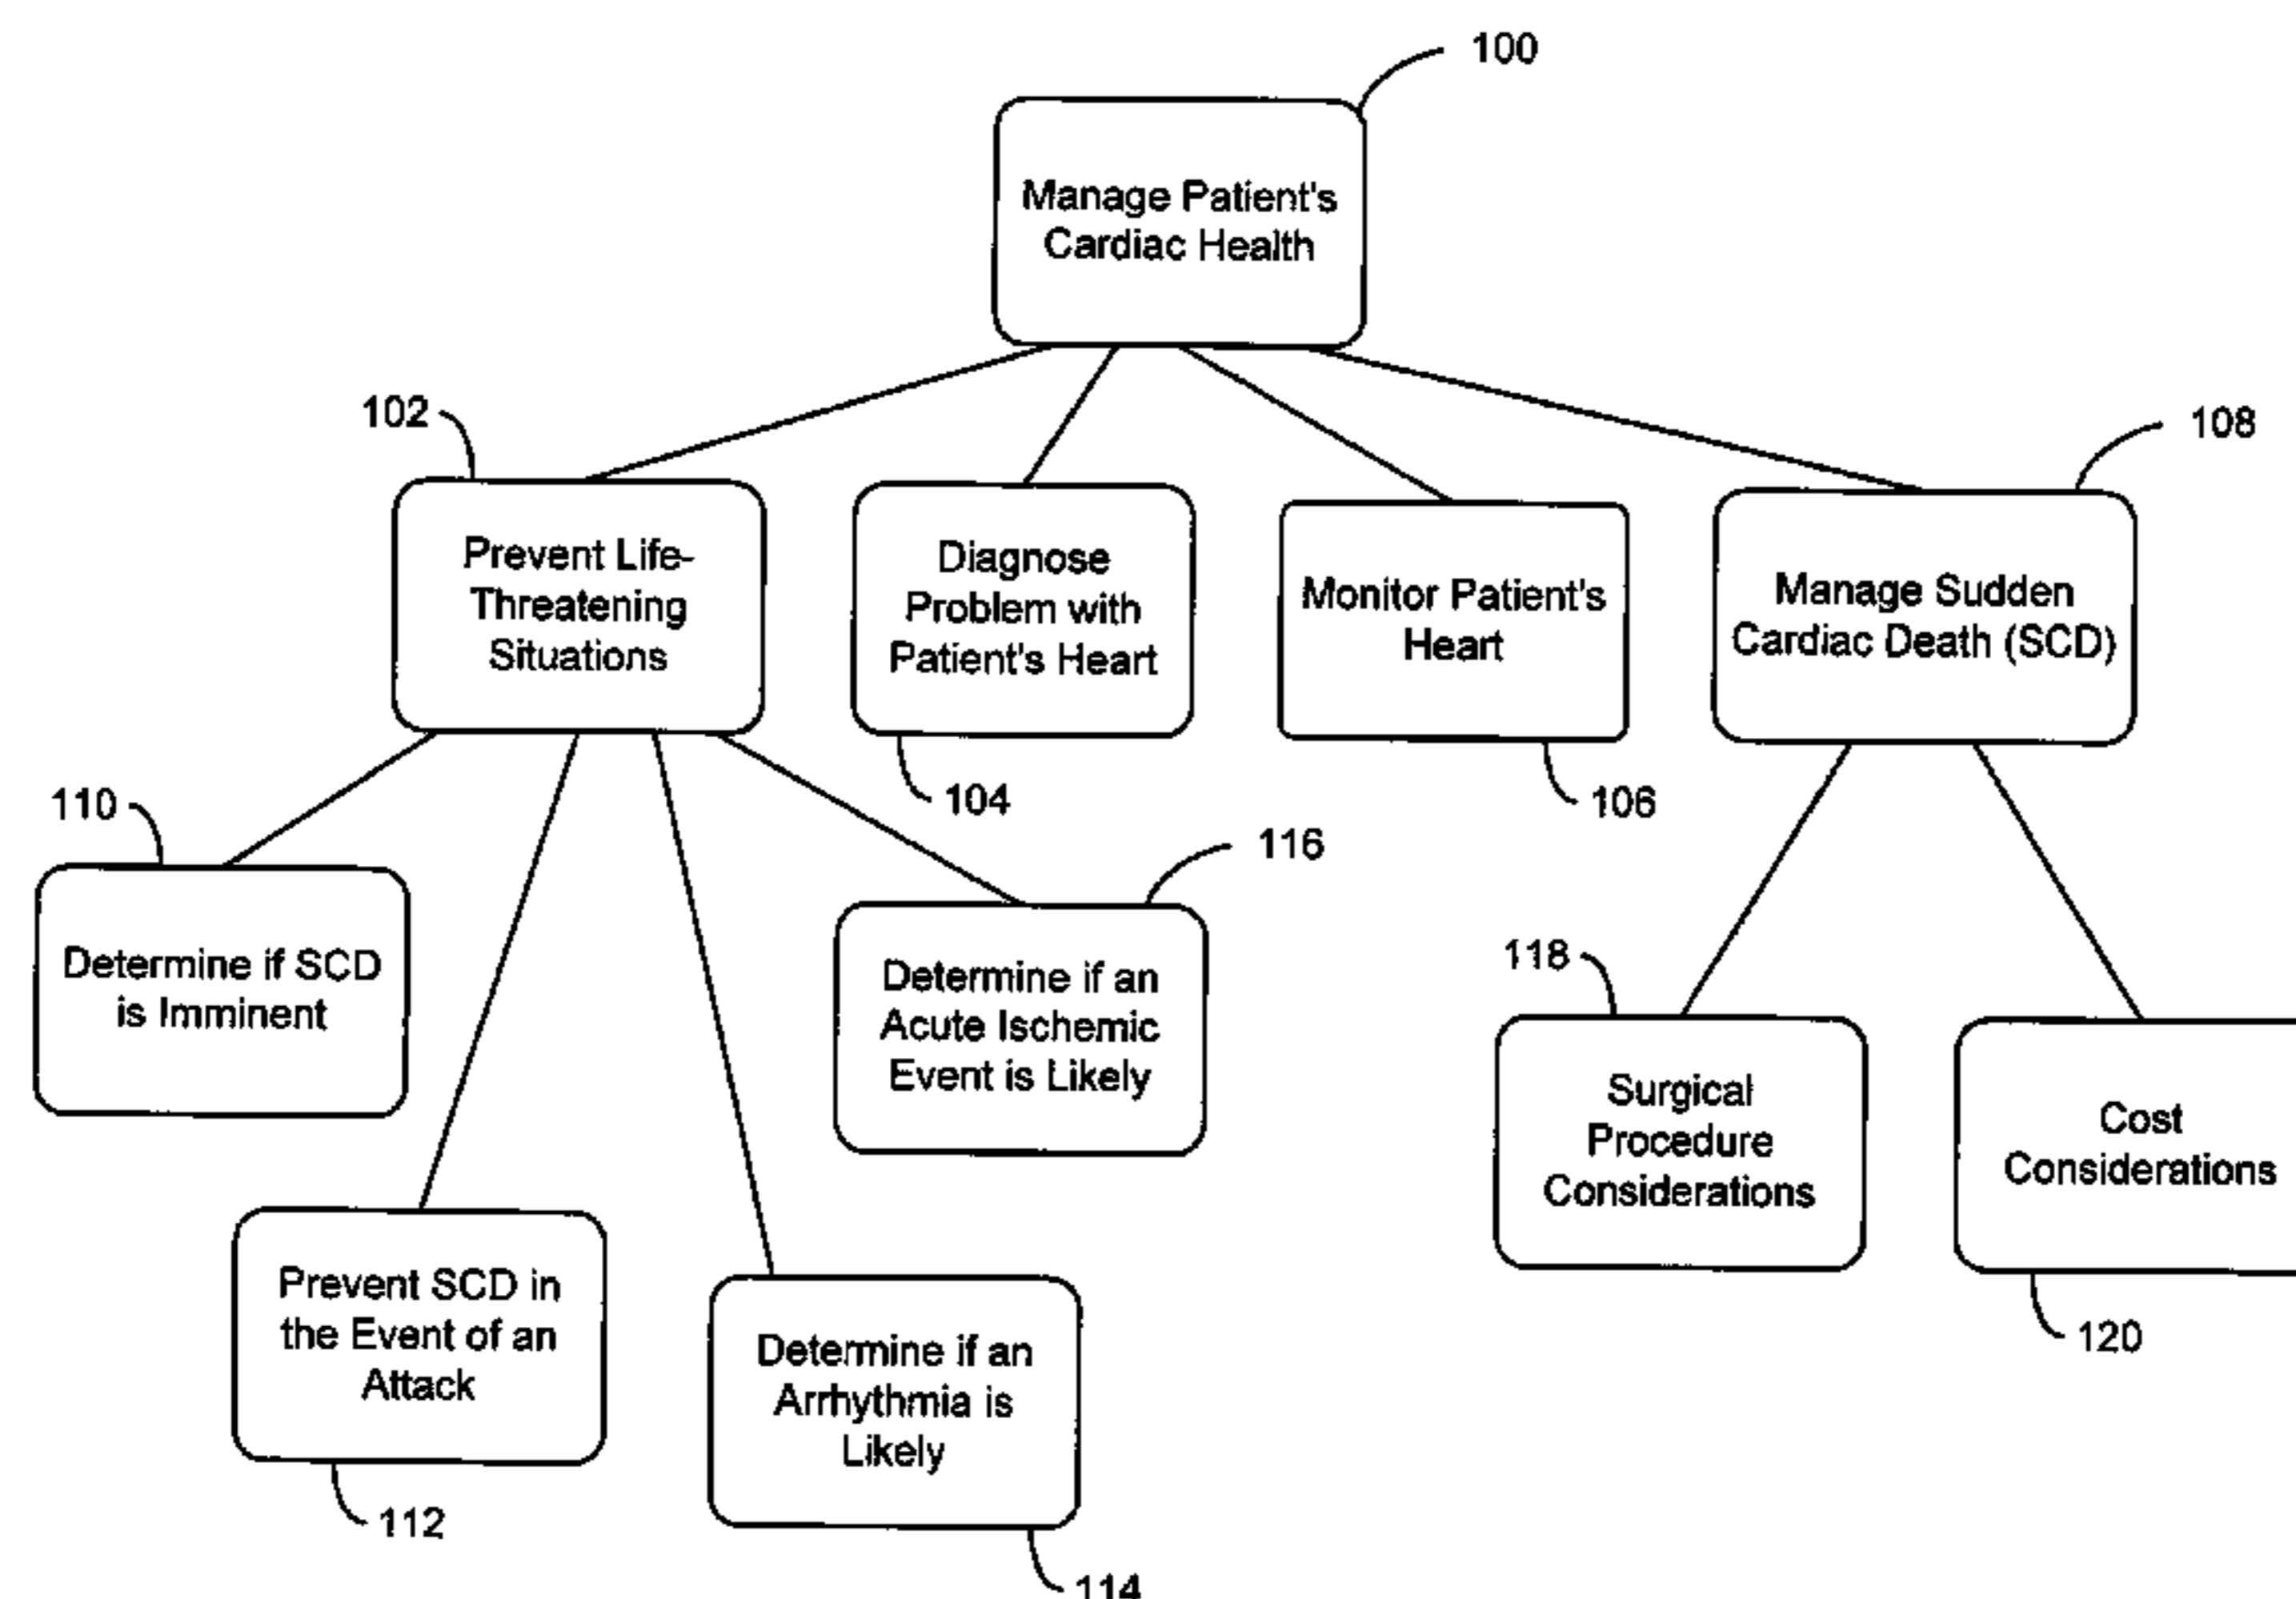 100
Manage Patient's
Cardiac Health
102
108
Prevent Life-
Threatening
Situations
Diagnose
Problem with
Patient's Heart
Monitor Patient's
Heart
Manage Sudden
Cardiac Death (SCD)
104
106
110
116
Determine if SCD
is Imminent
Determine if an
Acute Ischemic
Event is Likely
118
Surgical
Procedure
Considerations
Cost
Considerations
120
Prevent SCD in
the Event of an
Attack
Determine if an
Arrhythmia is
Likely
112
114